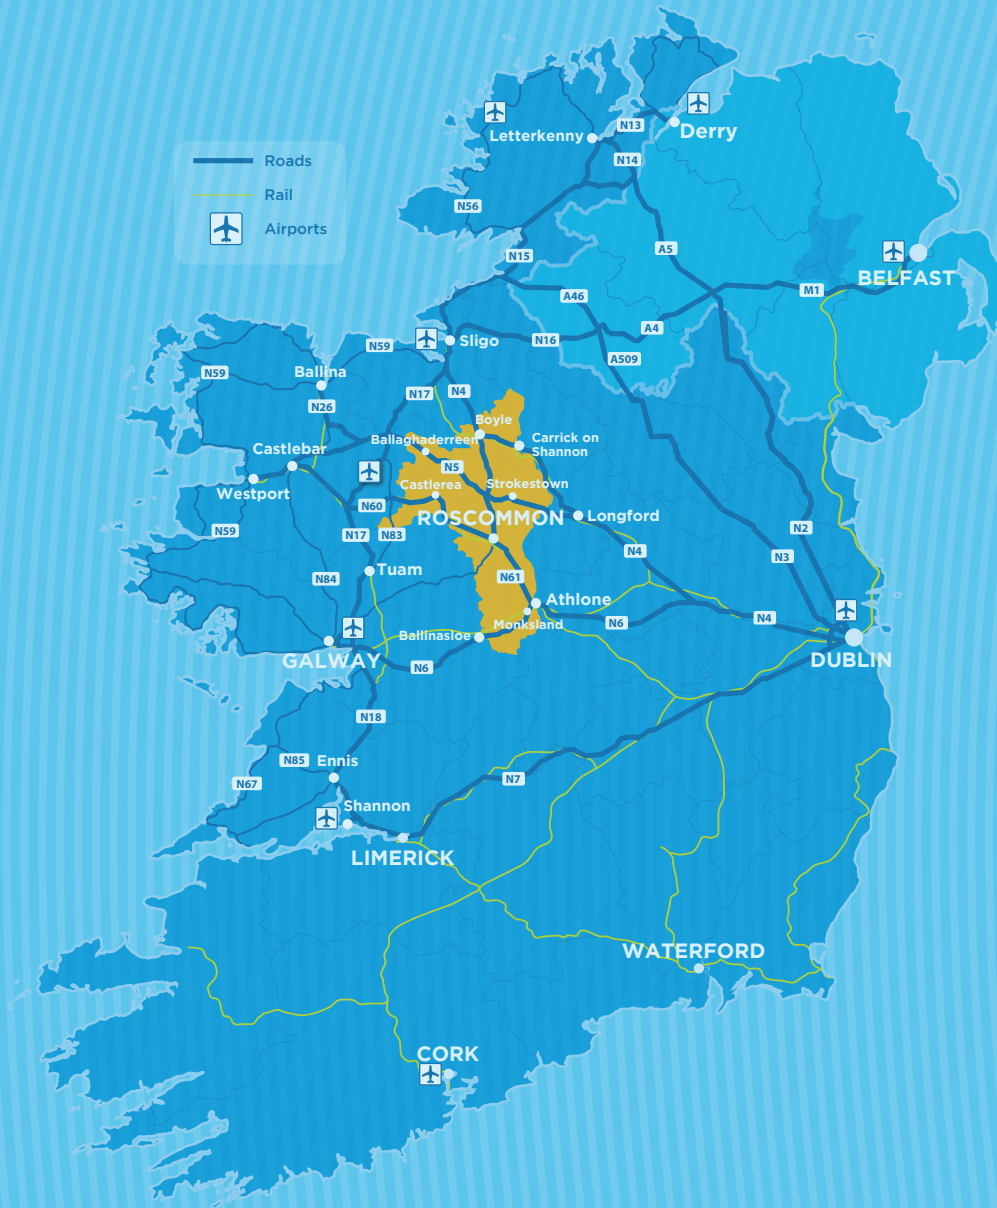 Roads
Rail
Airports
N13
Derry
Letterkenny
N14
N56
N15
A5
BELFAST
M1
A46
A4
N16
A509
Sligo
N59
N59
Ballina
N26
N17
N4
Boyle
Ballaghaderreen
Carrick on
Shannon
Castlebar
N5
Westport
Castlerea
Strokestown
N60
ROSCOMMON
Longford
N59
N17
N83
N2
N3
N4
Tuam
N84
N61
Athlone
N6
Monksland
N4
Ballinasloe
GALWAY
N6
DUBLIN
N18
N85
Ennis
N67
N7
Shannon
LIMERICK
WATERFORD
CORK